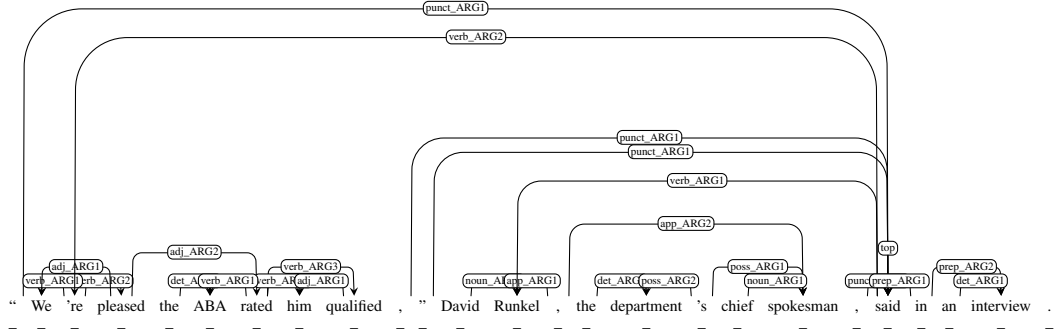 punct_ARG1
verb_ARG2
punct_ARG1
punct_ARG1
verb_ARG1
app_ARG2
top
adj_ARG2
adj_ARG1 verb_ARG3 poss_ARG1 prep_ARG2
verb_ARG1 verb_ARG1 adj_ARG1 app_ARG1 poss_ARG2 noun_ARG1 prep_ARG1 det_ARG1
“ We 're pleased the ABA rated him qualified , ” David Runkel , the department 's chief spokesman , said in an interview .
_ _ _ _ _ _ _ _ _ _ _ _ _ _ _ _ _ _ _ _ _ _ _ _ _